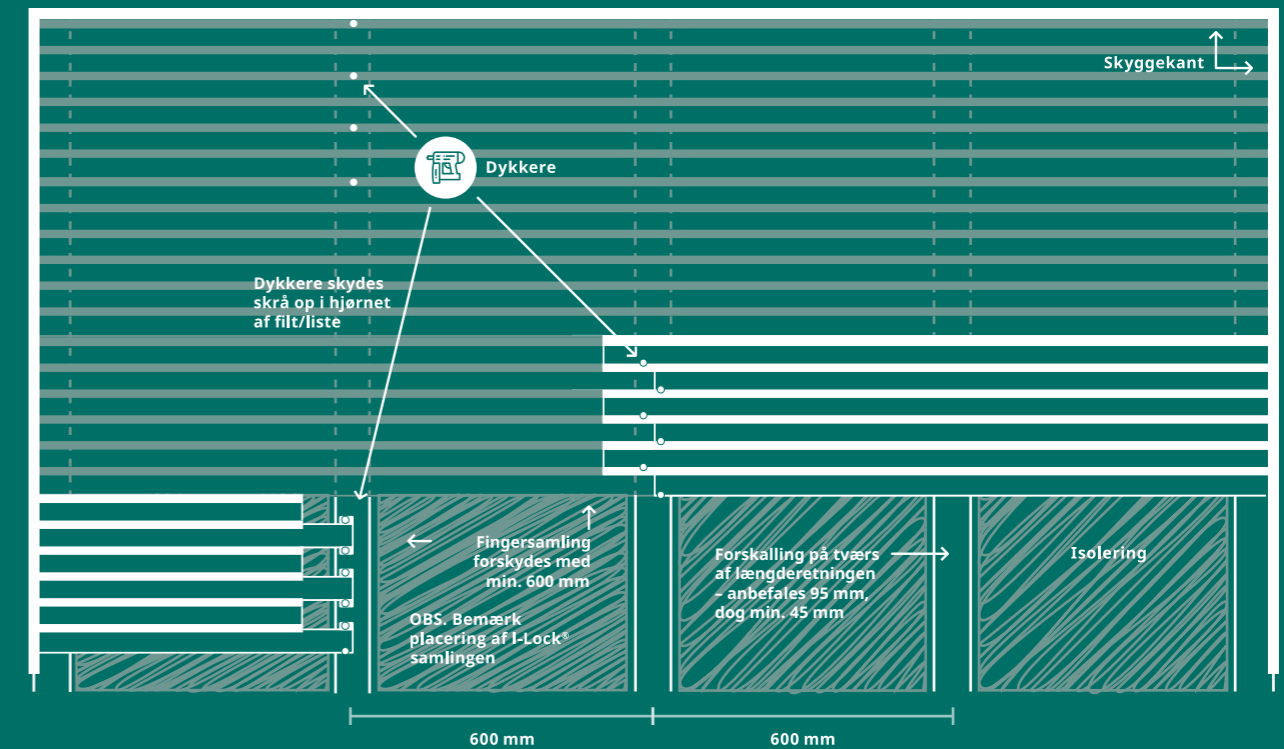 Skyggekant
Dykkere
Dykkere skydes
skrå op i hjørnet
af filt/liste
Fingersamling
forskydes med
min. 600 mm
OBS. Bemærk
placering af I-Lock®
samlingen
Forskalling på tværs
af længderetningen
– anbefales 95 mm,
dog min. 45 mm
Isolering
600 mm
600 mm